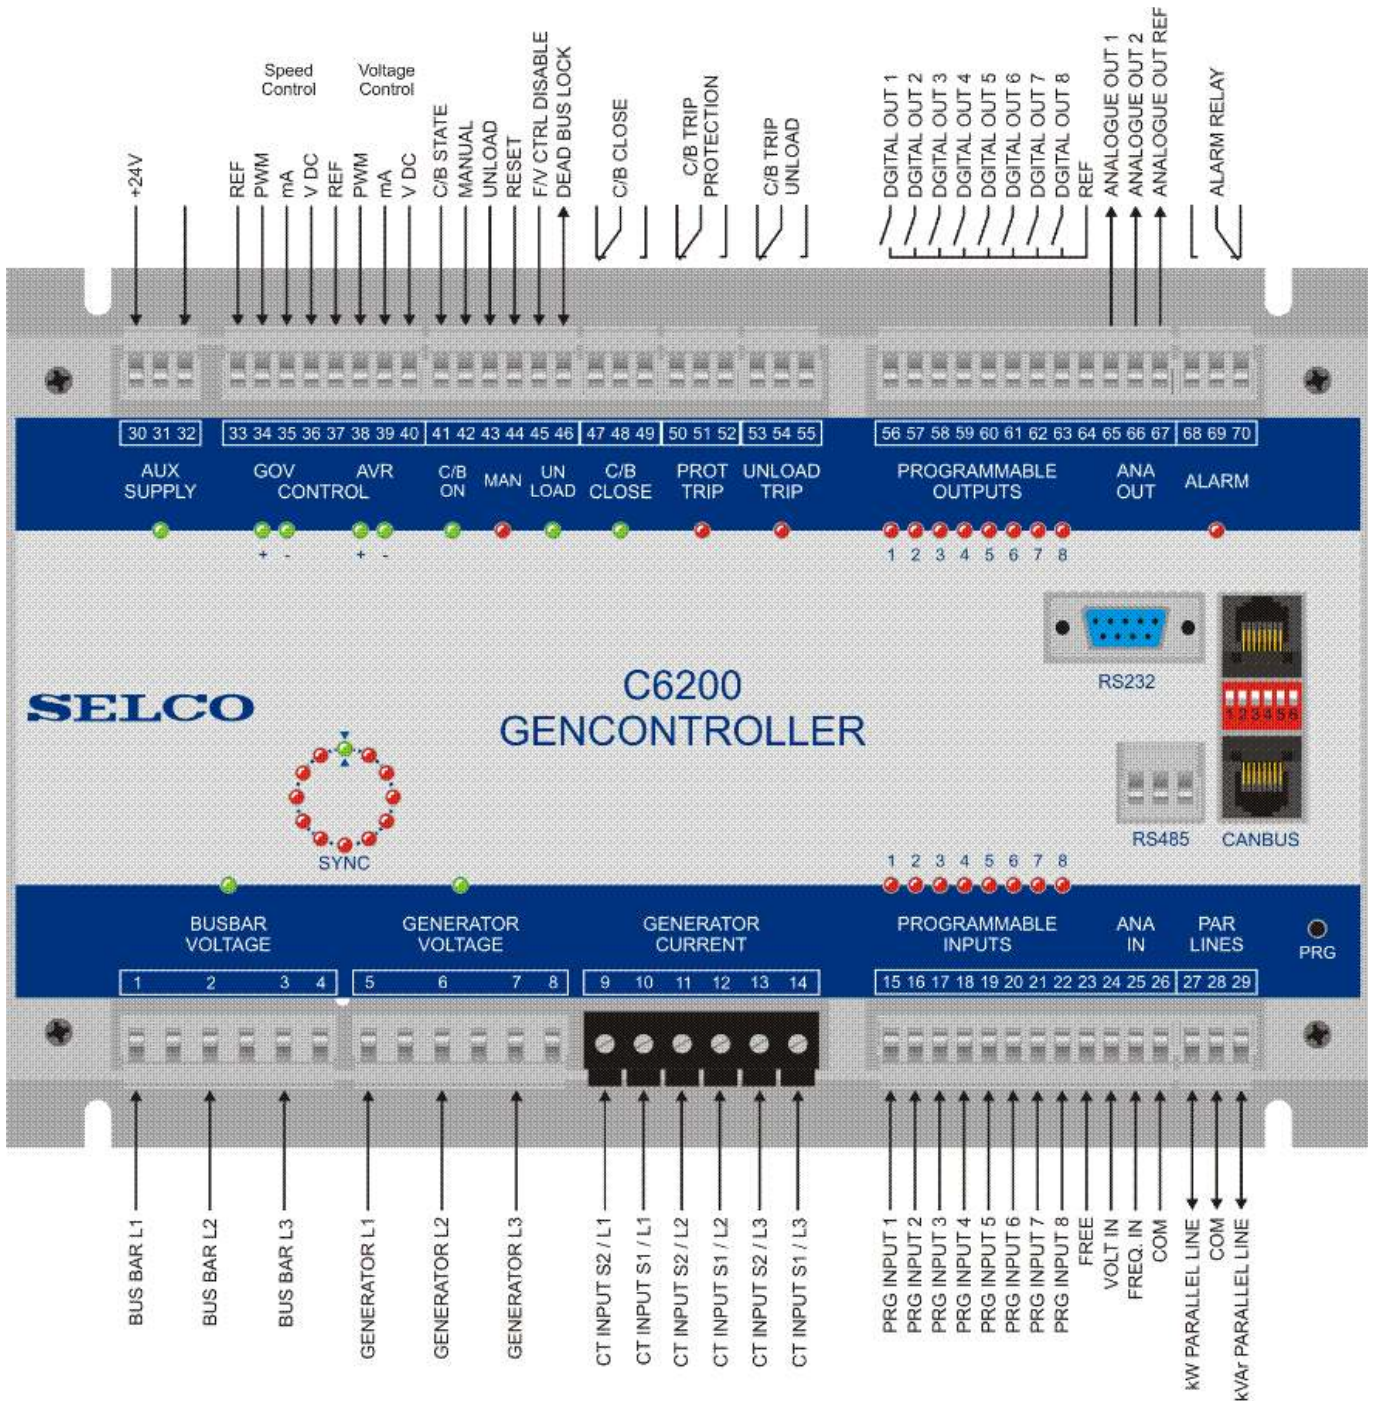 Speed
Control
Voltage
Control
+24V
REF
PWM
mA
V DC
REF
PWM
mA
V DC
C/B STATE
MANUAL
UNLOAD
RESET
F/V CTRL DISABLE
DEAD BUS LOCK
C/B CLOSE
C/B TRIP
PROTECTION
C/B TRIP
UNLOAD
DGITAL OUT 1
DGITAL OUT 2
DGITAL OUT 3
DGITAL OUT 4
DGITAL OUT 5
DGITAL OUT 6
DGITAL OUT 7
DGITAL OUT 8
REF
ANALOGUE OUT 1
ANALOGUE OUT 2
ANALOGUE OUT REF
ALARM RELAY
30 31 32
33 34 35 36 37 38 39 40
41 42 43 44 45 46
47 48 49
50 51 52
53 54 55
56 57 58 59 60 61 62 63 64 65 66 67
68 69 70
AUX
SUPPLY
GOV AVR
CONTROL
C/B
ON
MAN
UN
LOAD
C/B
CLOSE
PROT
TRIP
UNLOAD
TRIP
PROGRAMMABLE
OUTPUTS
ANA
OUT
ALARM
+ -
+ -
1 2 3 4 5 6 7 8
RS232
SELCO
C6200
GENCONTROLLER
1 2 3 4 5 6
SYNC
RS485
CANBUS
1 2 3 4 5 6 7 8
BUSBAR
VOLTAGE
GENERATOR
VOLTAGE
GENERATOR
CURRENT
PROGRAMMABLE
INPUTS
ANA
IN
PAR
LINES
PRG
1 2 3 4
5 6 7 8
9 10 11 12 13 14
15 16 17 18 19 20 21 22 23 24 25 26
27 28 29
BUS BAR L1
BUS BAR L2
BUS BAR L3
GENERATOR L1
GENERATOR L2
GENERATOR L3
CT INPUT S2 / L1
CT INPUT S1 / L1
CT INPUT S2 / L2
CT INPUT S1 / L2
CT INPUT S2 / L3
CT INPUT S1 / L3
PRG INPUT 1
PRG INPUT 2
PRG INPUT 3
PRG INPUT 4
PRG INPUT 5
PRG INPUT 6
PRG INPUT 7
PRG INPUT 8
FREE
VOLT IN
FREQ. IN
COM
kW PARALLEL LINE
COM
kVAr PARALLEL LINE